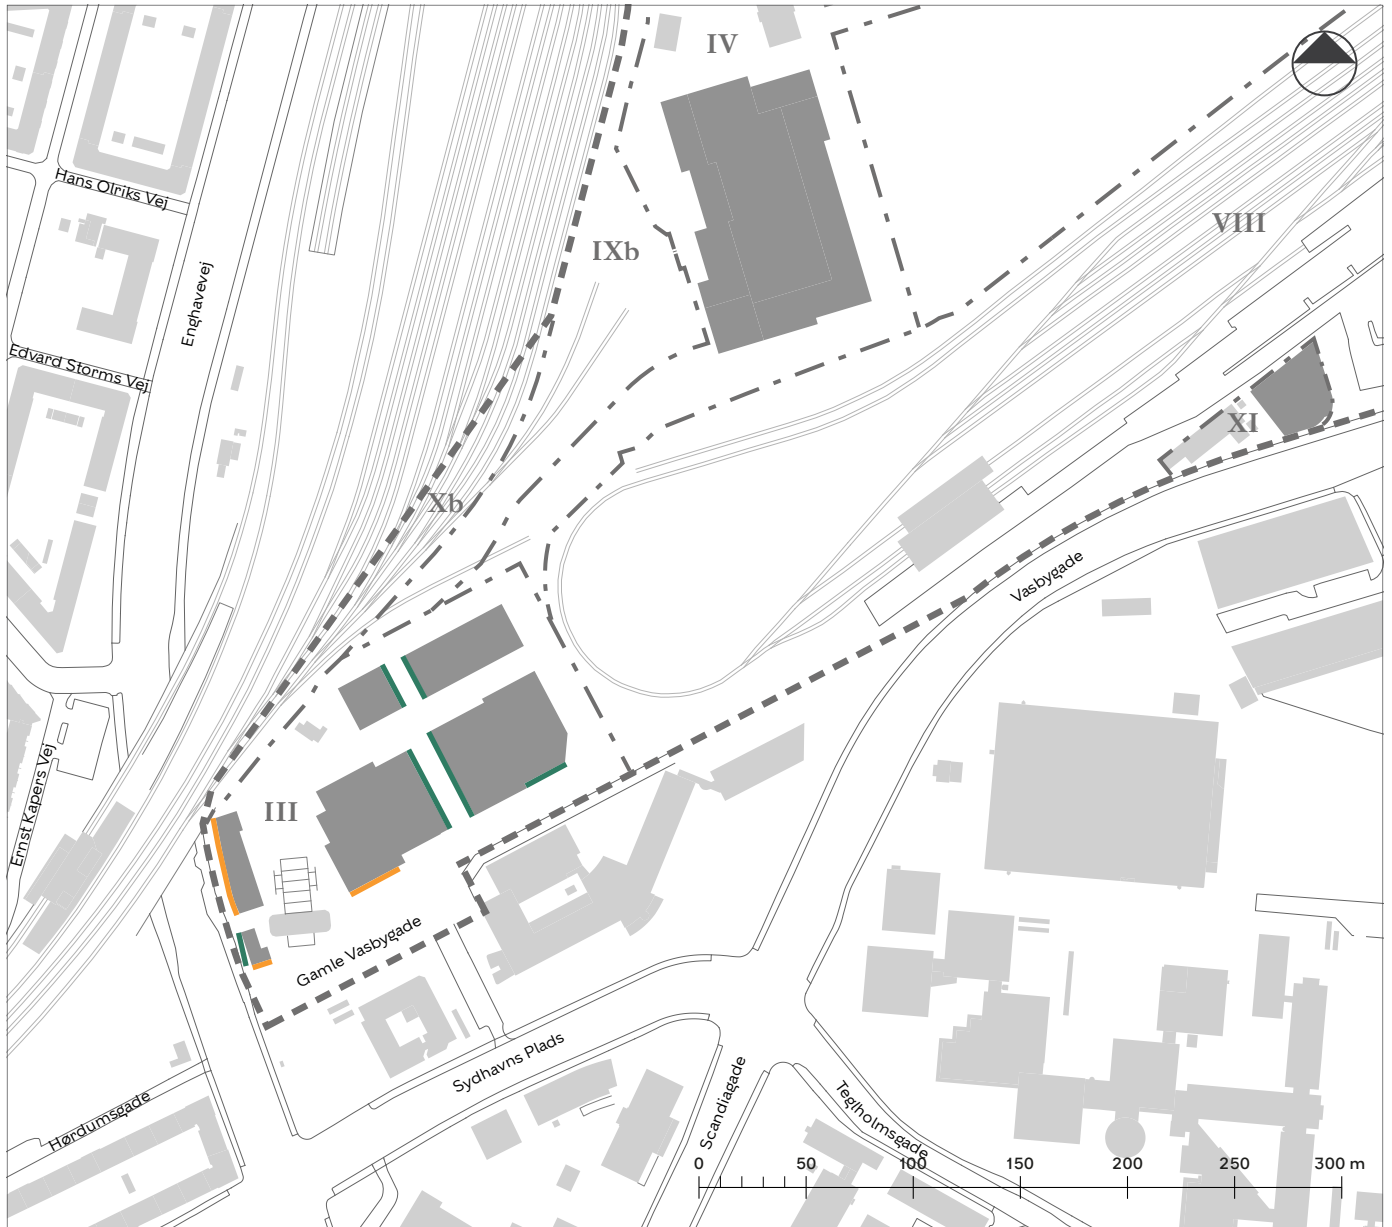 IV
Hans Olriks Vej
VIII
IXb
Enghavevej
Edvard Storms Vej
XI
Xb
Vasbygade
Ernst Kapers Vej
III
Gamle Vasbygade
Sydhavns Plads
Scandiagade
Teglholmsgade
Hørdumsgade
0 50 100 150 200 250 300 m